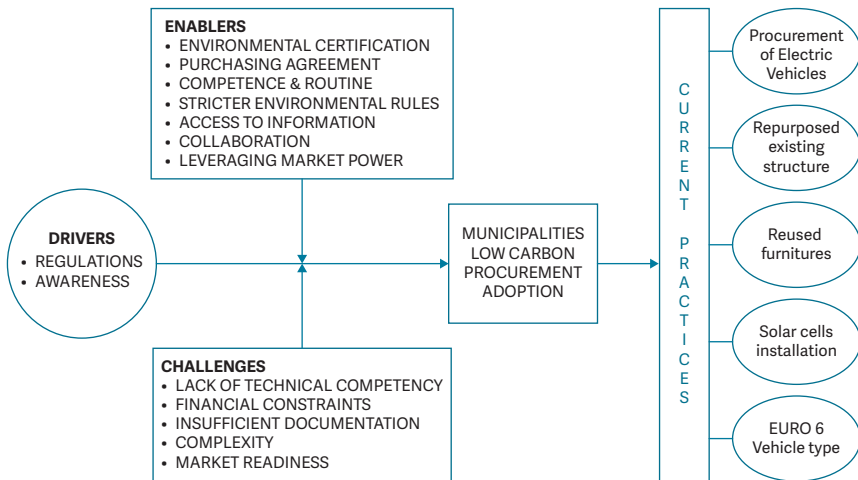 ENABLERS
• ENVIRONMENTAL CERTIFICATION
• PURCHASING AGREEMENT
• COMPETENCE & ROUTINE
• STRICTER ENVIRONMENTAL RULES
• ACCESS TO INFORMATION
• COLLABORATION
• LEVERAGING MARKET POWER
DRIVERS
• REGULATIONS
• AWARENESS
CHALLENGES
• LACK OF TECHNICAL COMPETENCY
• FINANCIAL CONSTRAINTS
• INSUFFICIENT DOCUMENTATION
• COMPLEXITY
• MARKET READINESS
MUNICIPALITIES
LOW CARBON
PROCUREMENT
ADOPTION
CURRENT PRACTICES
Procurement
of Electric
Vehicles
Repurposed
existing
structure
Reused
furnitures
Solar cells
installation
EURO 6
Vehicle type